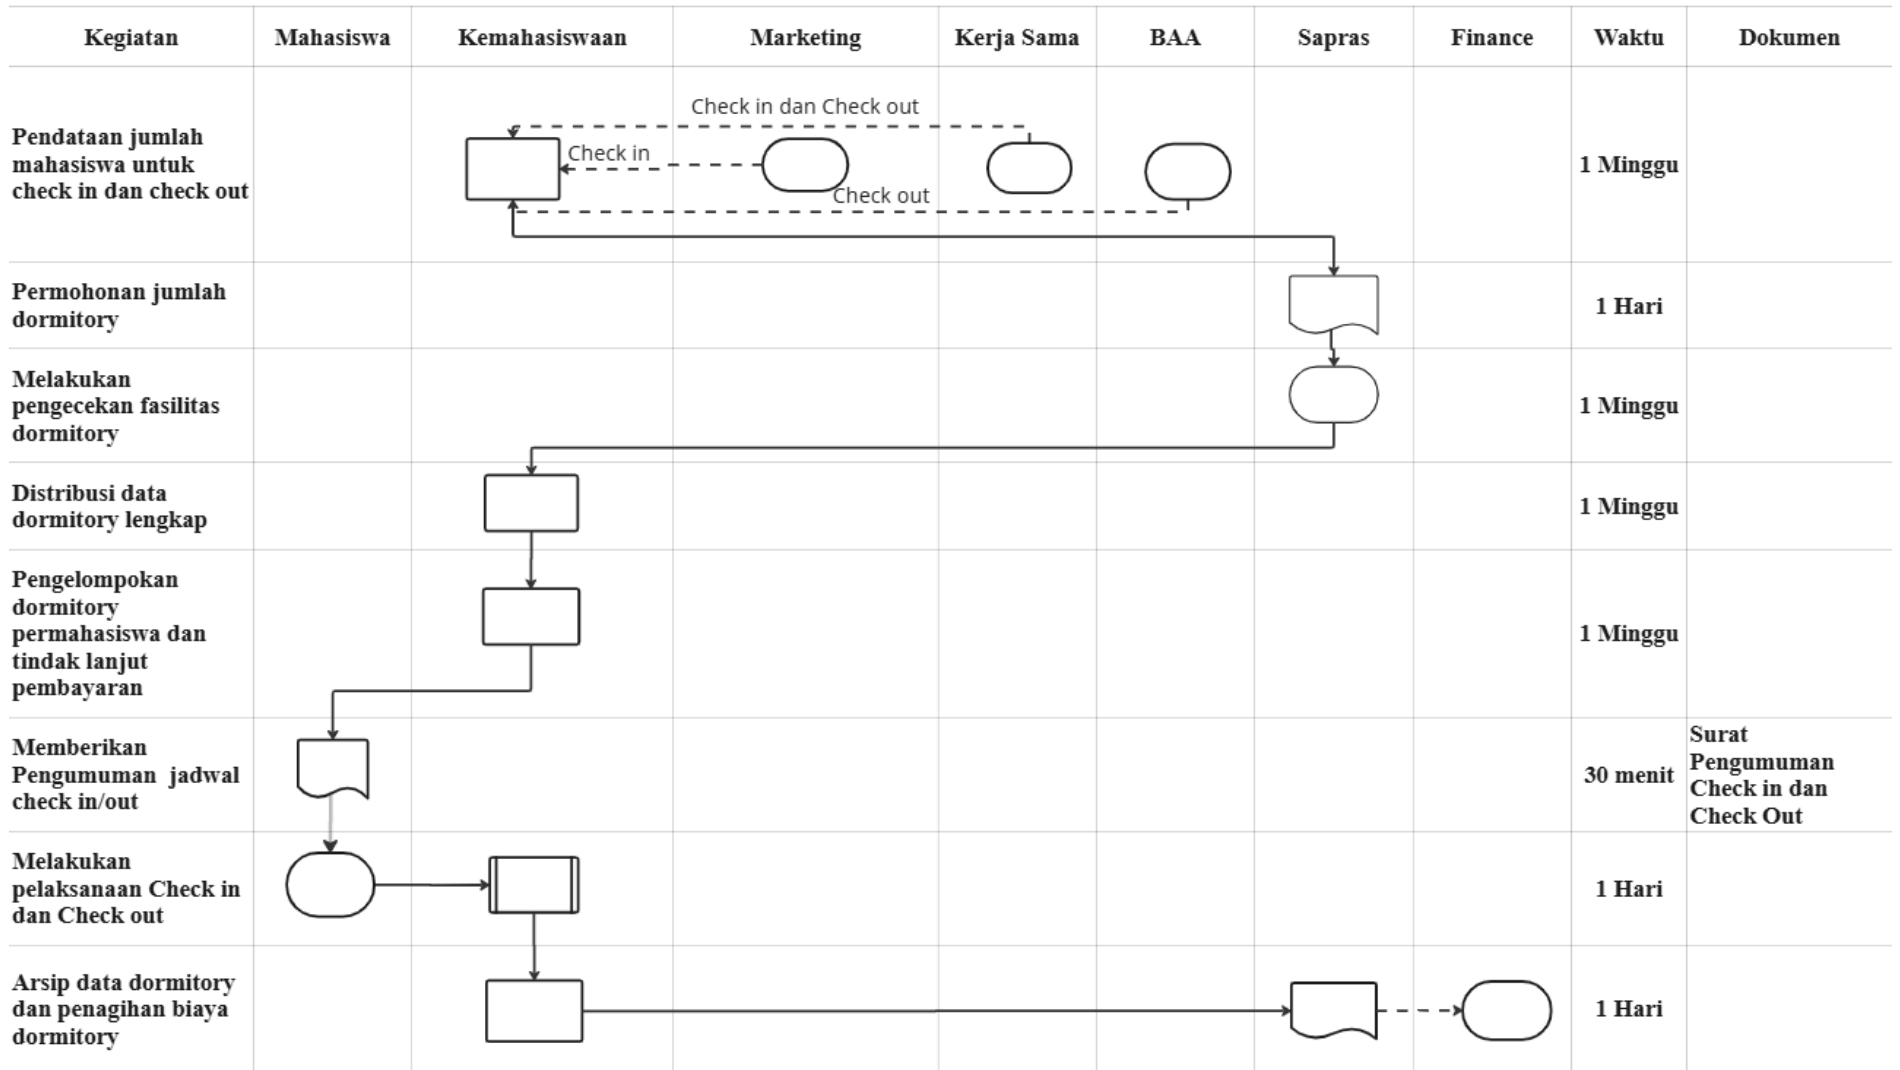 Kegiatan Mahasiswa Kemahasiswaan Marketing Kerja Sama BAA Sapras Finance Waktu Dokumen
Check in dan Check out
Pendataan jumlah
mahasiswa untuk
check in dan check out
Check in
Check out
1 Minggu
Permohonan jumlah
dormitory
1 Hari
Melakukan
pengecekan fasilitas
dormitory
1 Minggu
Distribusi data
dormitory lengkap
1 Minggu
Pengelompokan
dormitory
permahasiswa dan
tindak lanjut
pembayaran
1 Minggu
Memberikan
Pengumuman jadwal
check in/out
30 menit
Surat
Pengumuman
Check in dan
Check Out
Melakukan
pelaksanaan Check in
dan Check out
1 Hari
Arsip data dormitory
dan penagihan biaya
dormitory
1 Hari